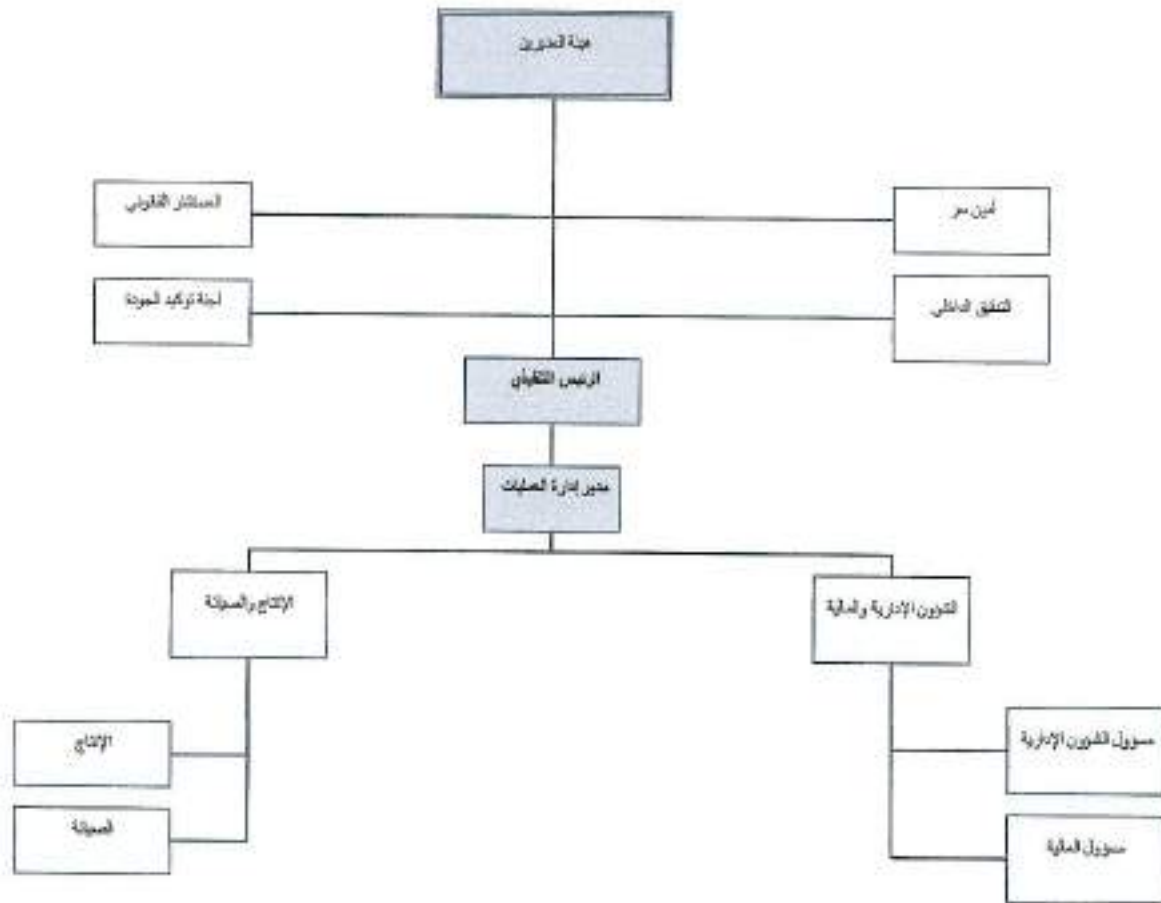 هيئة المديرين
أمين سر
المستشار القانوني
التدقيق الداخلي
لجنة توكيد الجودة
الرئيس التنفيذي
مدير إدارة العمليات
الشؤون الإدارية والمالية
الإنتاج والصيانة
مسؤول الشؤون الإدارية
الإنتاج
مسؤول المالية
الصيانة